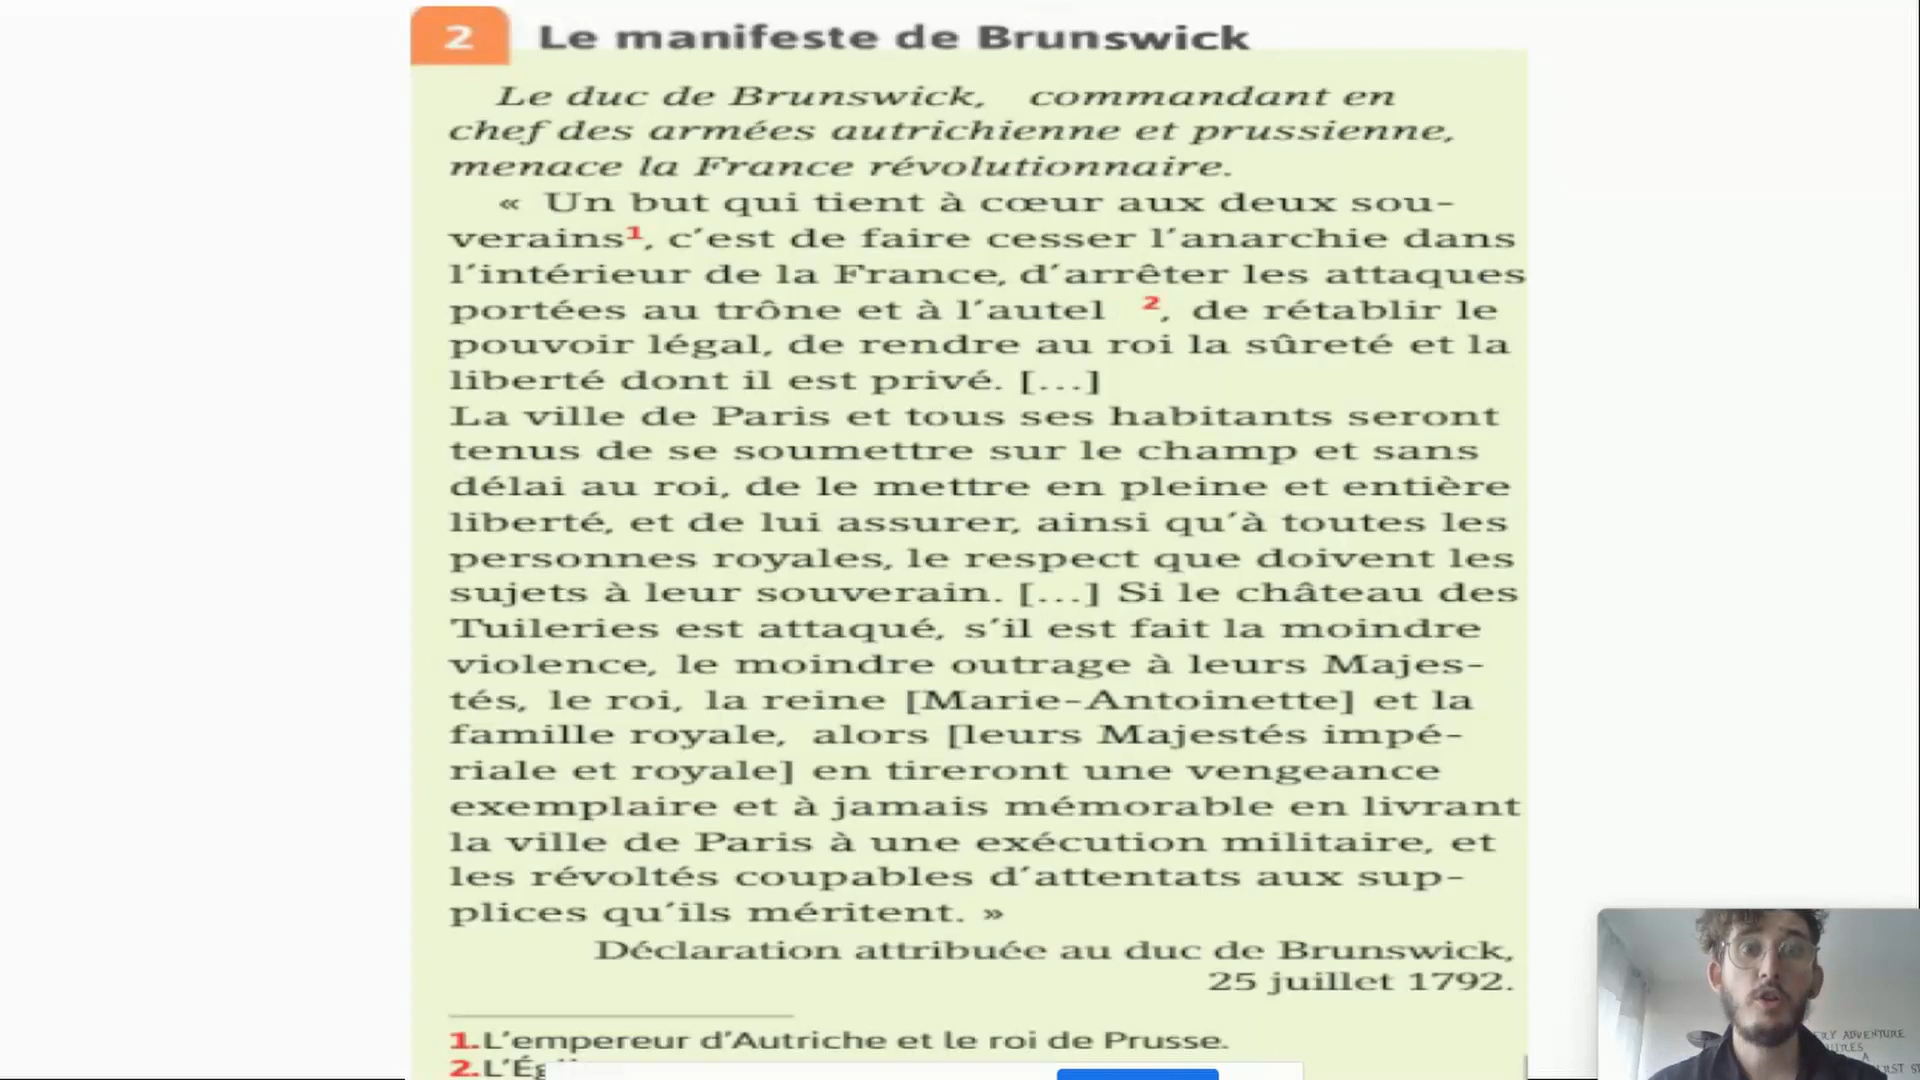 2 Le manifeste de Brunswick
Le duc de Brunswick, commandant en
chef des armées autrichienne et prussienne,
menace la France révolutionnaire.
« Un but qui tient à cœur aux deux sou-
verains1, c'est de faire cesser l'anarchie dans
l'intérieur de la France, d'arrêter les attaques
portées au trône et à l'autel 2, de rétablir le
pouvoir légal, de rendre au roi la sûreté et la
liberté dont il est privé. [...]
La ville de Paris et tous ses habitants seront
tenus de se soumettre sur le champ et sans
délai au roi, de le mettre en pleine et entière
liberté, et de lui assurer, ainsi qu'à toutes les
personnes royales, le respect que doivent les
sujets à leur souverain. [...] Si le château des
Tuileries est attaqué, s'il est fait la moindre
violence, le moindre outrage à leurs Majes-
tés, le roi, la reine [Marie-Antoinette] et la
famille royale, alors [leurs Majestés impé-
riale et royale] en tireront une vengeance
exemplaire et à jamais mémorable en livrant
la ville de Paris à une exécution militaire, et
les révoltés coupables d'attentats aux sup-
plices qu'ils méritent. »
Déclaration attribuée au duc de Brunswick,
25 juillet 1792.
1.L'empereur d'Autriche et le roi de Prusse.
2.
ADVENTURE
A